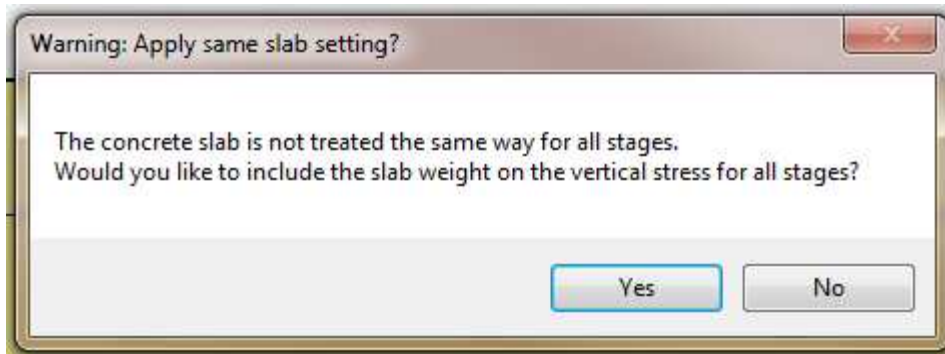 Warning: Apply same slab setting?
The concrete slab is not treated the same way for all stages.
Would you like to include the slab weight on the vertical stress for all stages?
Yes
No